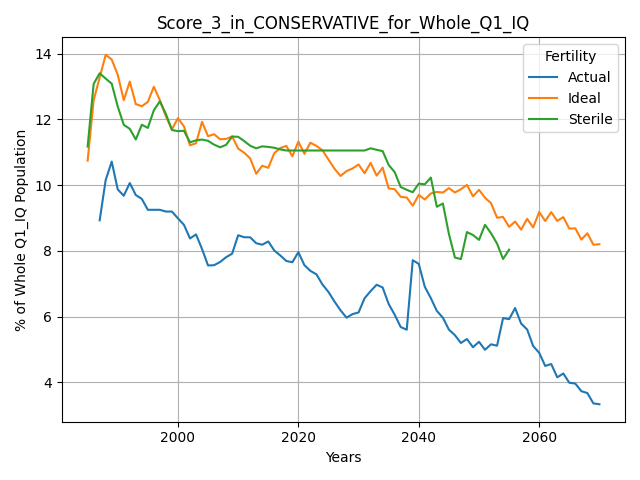 Score_3_in_CONSERVATIVE_for_Whole_Q1_IQ
% of Whole Q1_IQ Population
14
12
10
8
6
4
Fertility
Actual
Ideal
Sterile
2000
2020
2040
2060
Years